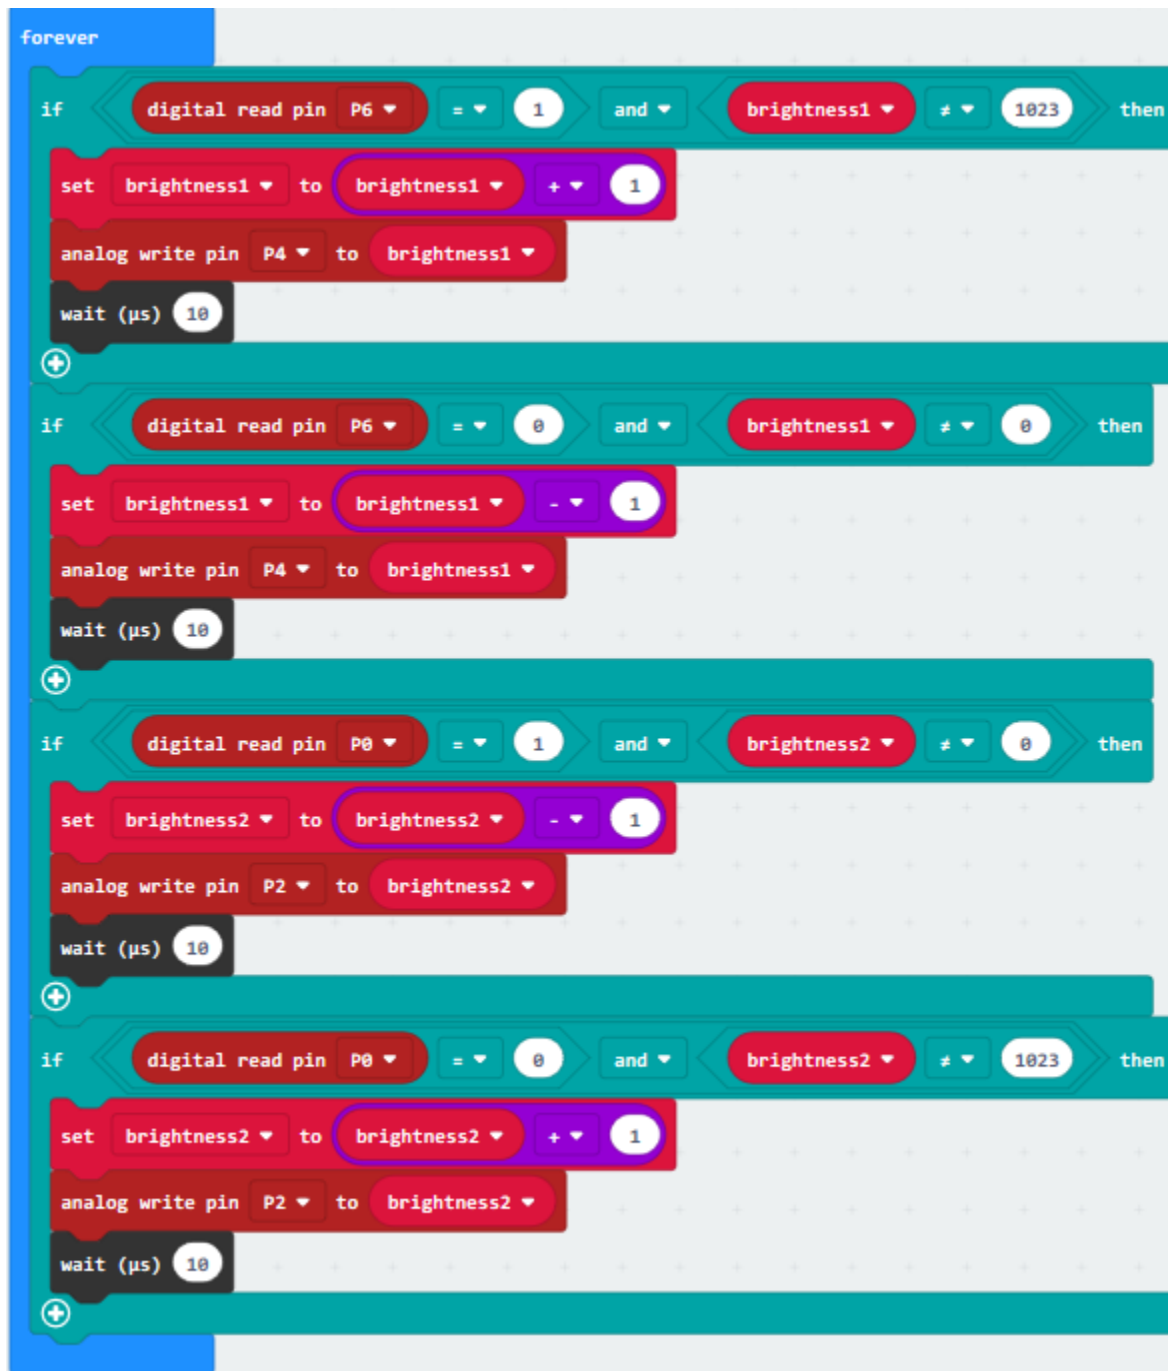 forever
if digital read pin P6 = 1 and brightness1 ≠ 1023 then
set brightness1 to brightness1 + 1
analog write pin P4 to brightness1
wait (µs) 10
if digital read pin P6 = 0 and brightness1 ≠ 0 then
set brightness1 to brightness1 - 1
analog write pin P4 to brightness1
wait (µs) 10
if digital read pin P0 = 1 and brightness2 ≠ 0 then
set brightness2 to brightness2 - 1
analog write pin P2 to brightness2
wait (µs) 10
if digital read pin P0 = 0 and brightness2 ≠ 1023 then
set brightness2 to brightness2 + 1
analog write pin P2 to brightness2
wait (µs) 10